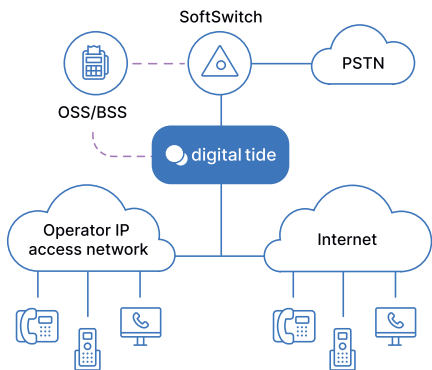 SoftSwitch
PSTN
OSS/BSS
digital tide
Operator IP
access network
Internet